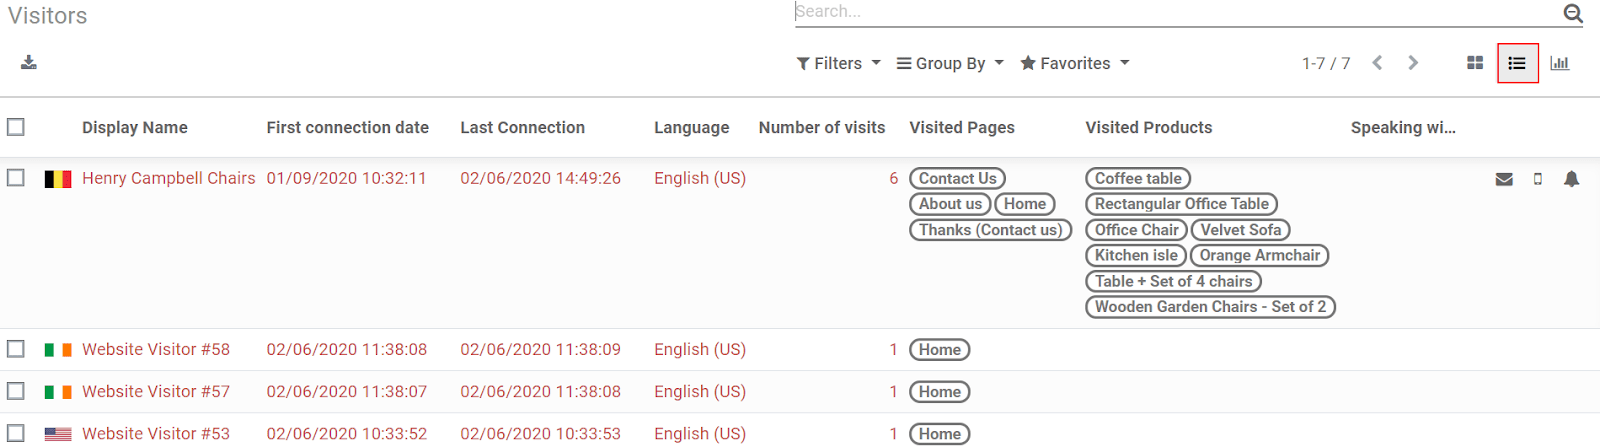 Visitors
Search...
Filters Group By Favorites 1-7 / 7
Display Name First connection date Last Connection Language Number of visits Visited Pages Visited Products Speaking wi...
Henry Campbell Chairs 01/09/2020 10:32:11 02/06/2020 14:49:26 English (US) 6 Contact Us Coffee table
About us Home Rectangular Office Table
Thanks (Contact us) Office Chair Velvet Sofa
Kitchen isle Orange Armchair
Table + Set of 4 chairs
Wooden Garden Chairs - Set of 2
Website Visitor #58 02/06/2020 11:38:08 02/06/2020 11:38:09 English (US) 1 Home
Website Visitor #57 02/06/2020 11:38:07 02/06/2020 11:38:08 English (US) 1 Home
Website Visitor #53 02/06/2020 10:33:52 02/06/2020 10:33:53 English (US) 1 Home